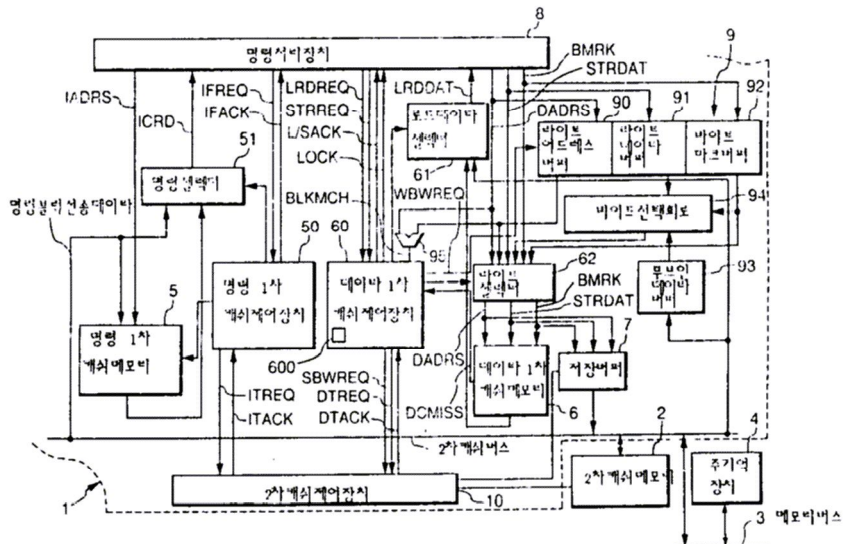 8
명령처리장치
BMRK
STRDAT
9
IADRS
ICRD
IFREQ
IFACK
LRDREQ
STRREQ
L/SACK
LOCK
LRDDAT
DADRS
90
91
92
로드데이타
셀렉터
61
라이트
어드레스
버퍼
라이트
데이타
버퍼
바이트
마크버퍼
51
명령셀렉터
명령블럭전송데이타
BLKMCH
WBWREQ
94
바이트선택회로
50
60
95
62
93
라이트
셀렉터
무브인
데이타
버퍼
5
명령 1차
캐쉬제어장치
데이타 1차
캐쉬제어장치
600
BMRK
STRDAT
명령 1차
캐쉬메모리
DADRS
데이타 1차
캐쉬메모리
7
저장버퍼
ITREQ
ITACK
SBWREQ
DTREQ
DTACK
DCMISS
6
2차캐쉬버스
2
4
1
2차캐쉬제어장치
10
2차캐쉬메모리
주기억
장치
3 메모리버스